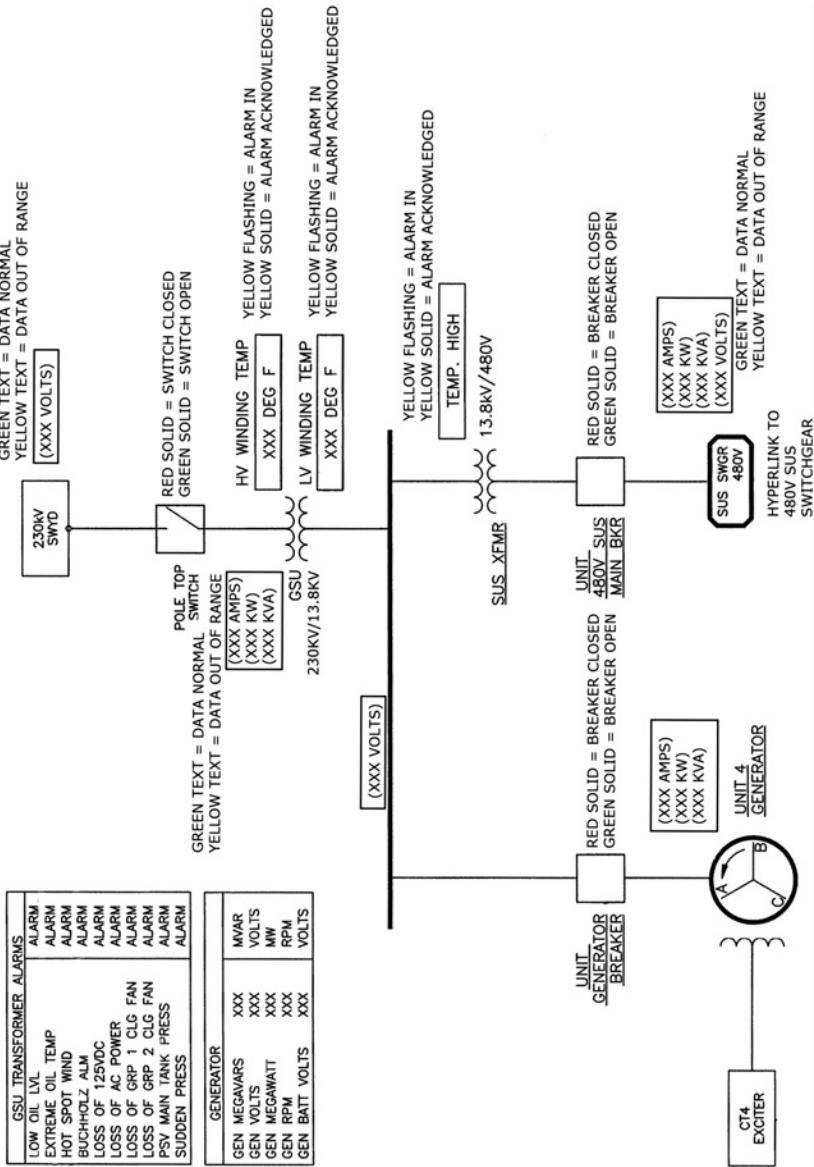 GSU TRANSFORMER ALARMS
LOW OIL LVL ALARM
EXTREME OIL TEMP ALARM
HOT SPOT WIND ALARM
BUCHHOLZ ALM ALARM
LOSS OF 125VDC ALARM
LOSS OF AC POWER ALARM
LOSS OF GRP 1 CLG FAN ALARM
LOSS OF GRP 2 CLG FAN ALARM
PSV MAIN TANK PRESS ALARM
SUDDEN PRESS ALARM
GENERATOR
GEN MEGAVARS XXX MVAR
GEN VOLTS XXX VOLTS
GEN MEGAWATT XXX MW
GEN RPM XXX RPM
GEN BATT VOLTS XXX VOLTS
GREEN TEXT = DATA NORMAL
YELLOW TEXT = DATA OUT OF RANGE
(XXX VOLTS)
230kV
SWYD
RED SOLID = SWITCH CLOSED
GREEN SOLID = SWITCH OPEN
POLE TOP
SWITCH
GREEN TEXT = DATA NORMAL
YELLOW TEXT = DATA OUT OF RANGE
(XXX AMPS)
(XXX KW)
(XXX KVA)
GSU
230KV/13.8KV
HV WINDING TEMP
XXX DEG F
YELLOW FLASHING = ALARM IN
YELLOW SOLID = ALARM ACKNOWLEDGED
LV WINDING TEMP
XXX DEG F
YELLOW FLASHING = ALARM IN
YELLOW SOLID = ALARM ACKNOWLEDGED
(XXX VOLTS)
YELLOW FLASHING = ALARM IN
YELLOW SOLID = ALARM ACKNOWLEDGED
TEMP. HIGH
13.8kV/480V
SUS XFMR
UNIT
GENERATOR
BREAKER
RED SOLID = BREAKER CLOSED
GREEN SOLID = BREAKER OPEN
UNIT
480V SUS
MAIN BKR
RED SOLID = BREAKER CLOSED
GREEN SOLID = BREAKER OPEN
(XXX AMPS)
(XXX KW)
(XXX KVA)
UNIT 4
GENERATOR
A
B
C
CT4
EXCITER
(XXX AMPS)
(XXX KW)
(XXX KVA)
(XXX VOLTS)
GREEN TEXT = DATA NORMAL
YELLOW TEXT = DATA OUT OF RANGE
SUS SWGR
480V
HYPERLINK TO
480V SUS
SWITCHGEAR